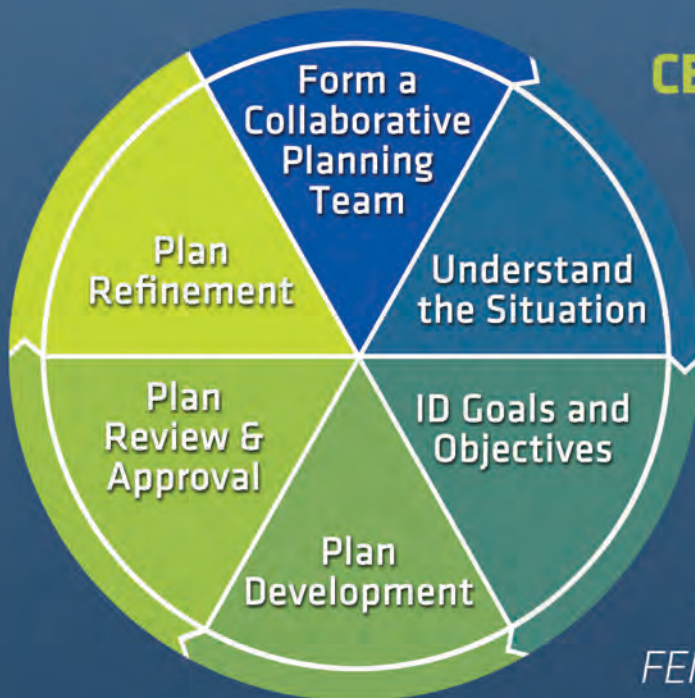 Form a
Collaborative
Planning
Team
Understand
the Situation
ID Goals and
Objectives
Plan
Development
Plan
Review &
Approval
Plan
Refinement